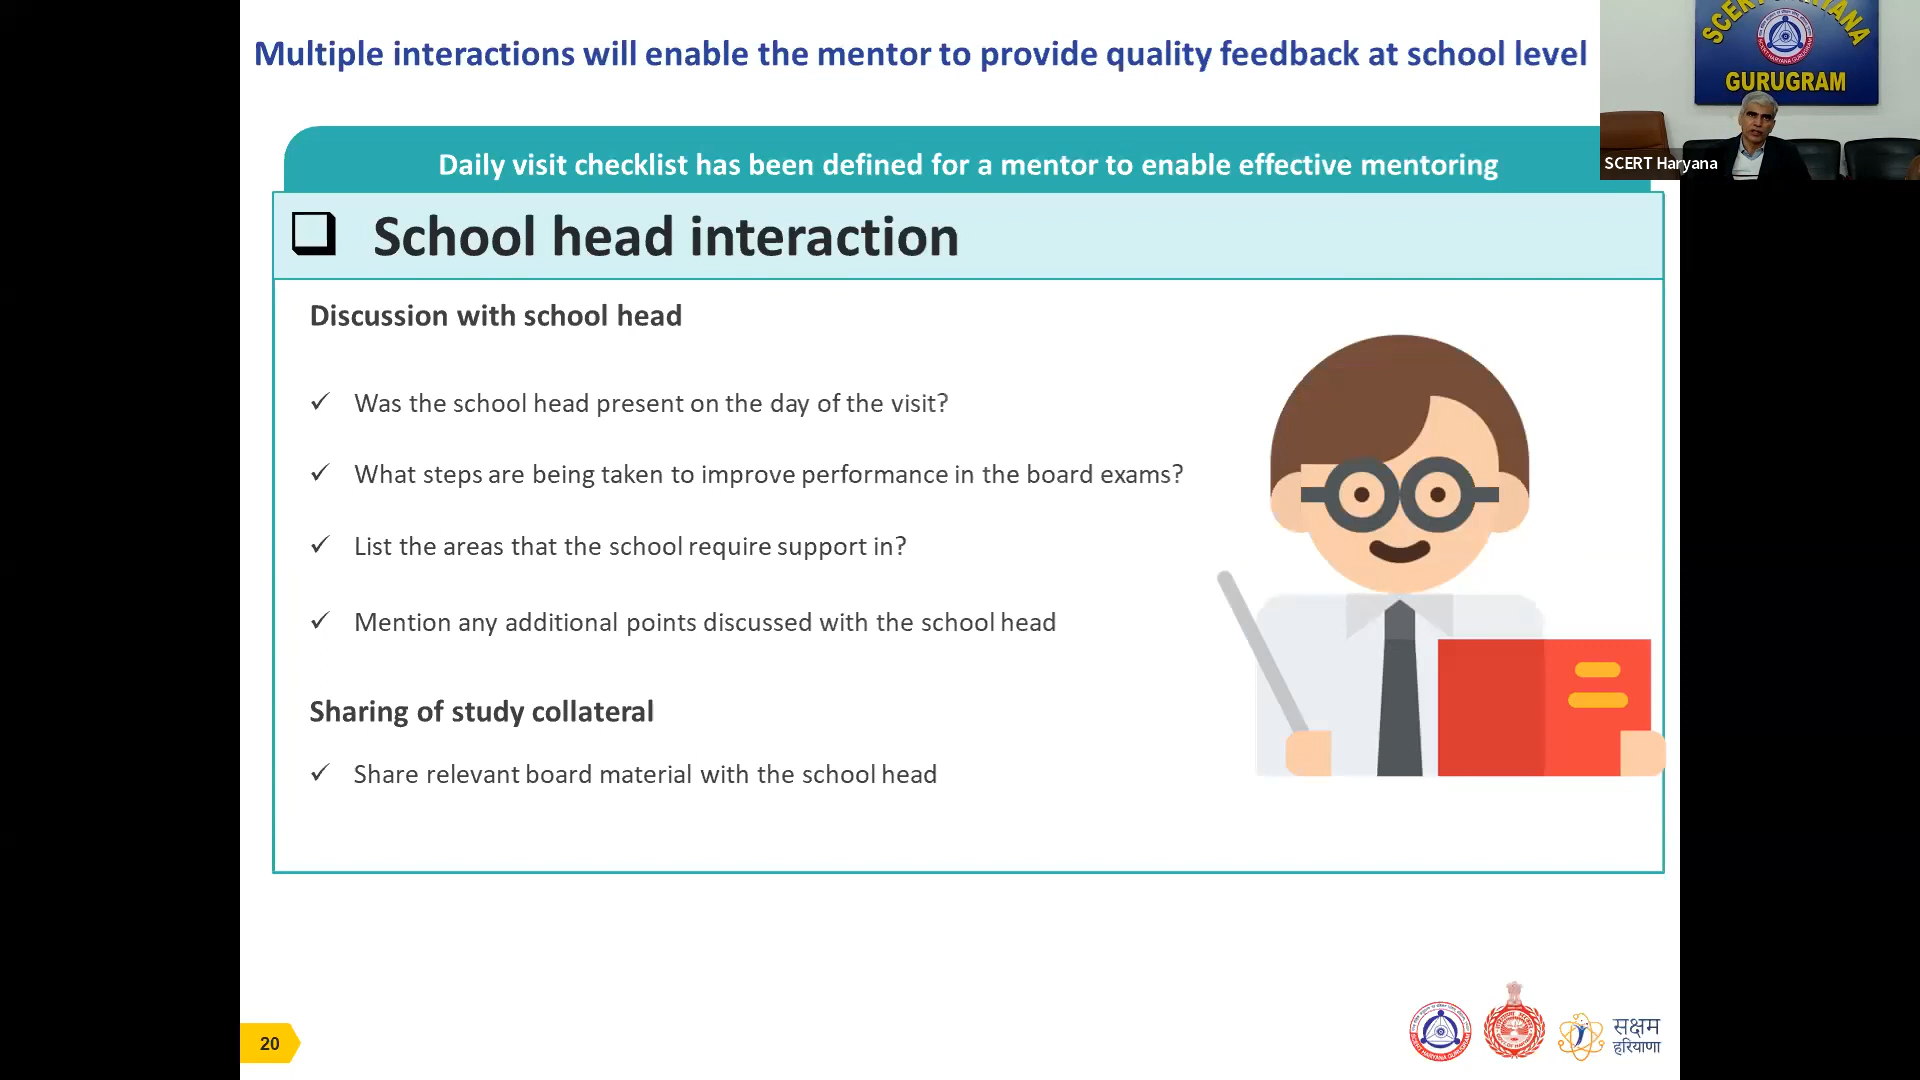 Multiple interactions will enable the mentor to provide quality feedback at school level
SCERT HARYANA
GURUGRAM
SCERT Haryana
Daily visit checklist has been defined for a mentor to enable effective mentoring
School head interaction
Discussion with school head
✓ Was the school head present on the day of the visit?
✓ What steps are being taken to improve performance in the board exams?
✓ List the areas that the school require support in?
✓ Mention any additional points discussed with the school head
Sharing of study collateral
✓ Share relevant board material with the school head
20
सक्षम
हरियाणा